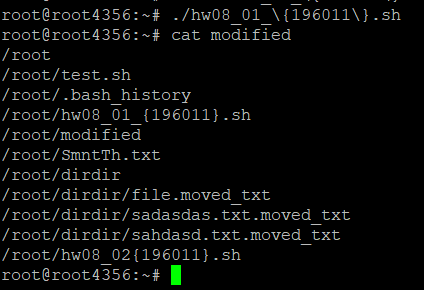 root@root4356:~# ./hw08_01_\{196011\}.sh
root@root4356:~# cat modified
/root
/root/test.sh
/root/.bash_history
/root/hw08_01_{196011}.sh
/root/modified
/root/SmntTh.txt
/root/dirdir
/root/dirdir/file.moved_txt
/root/dirdir/sadasdas.txt.moved_txt
/root/dirdir/sahdasd.txt.moved_txt
/root/hw08_02{196011}.sh
root@root4356:~#